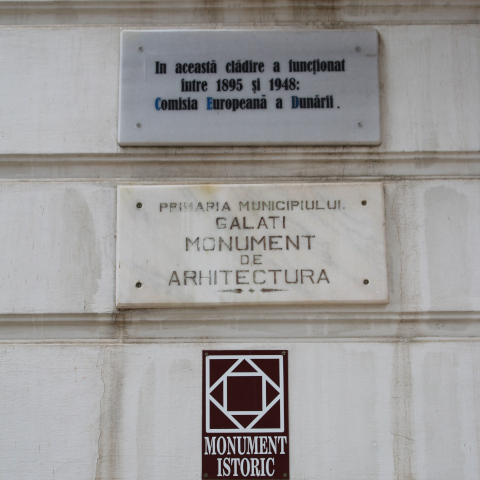 In această clădire a funcţionat
între 1895 şi 1948:
Comisia Europeană a Dunării.
PRIMARIA MUNICIPIULUI.
GALATI
MONUMENT
DE
ARHITECTURA
MONUMENT
ISTORIC